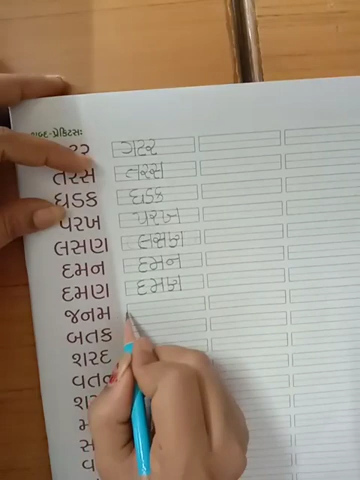 શબ્દ-પ્રેક્ટિસઃ
ગટર
તરસ તરસ
ધડક ધડક
પરખ પરખ
લસણ લસણ
દમન દમન
દમણ દમણ
જનમ
બતક
શરદ